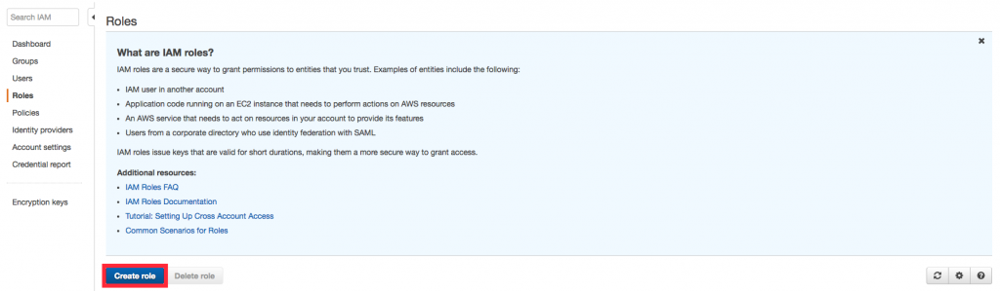 Search IAM
Dashboard
Groups
Users
Roles
Policies
Identity providers
Account settings
Credential report
Encryption keys
Roles
What are IAM roles?
IAM roles are a secure way to grant permissions to entities that you trust. Examples of entities include the following:
IAM user in another account
Application code running on an EC2 instance that needs to perform actions on AWS resources
An AWS service that needs to act on resources in your account to provide its features
Users from a corporate directory who use identity federation with SAML
IAM roles issue keys that are valid for short durations, making them a more secure way to grant access.
Additional resources:
IAM Roles FAQ
IAM Roles Documentation
Tutorial: Setting Up Cross Account Access
Common Scenarios for Roles
Create role Delete role